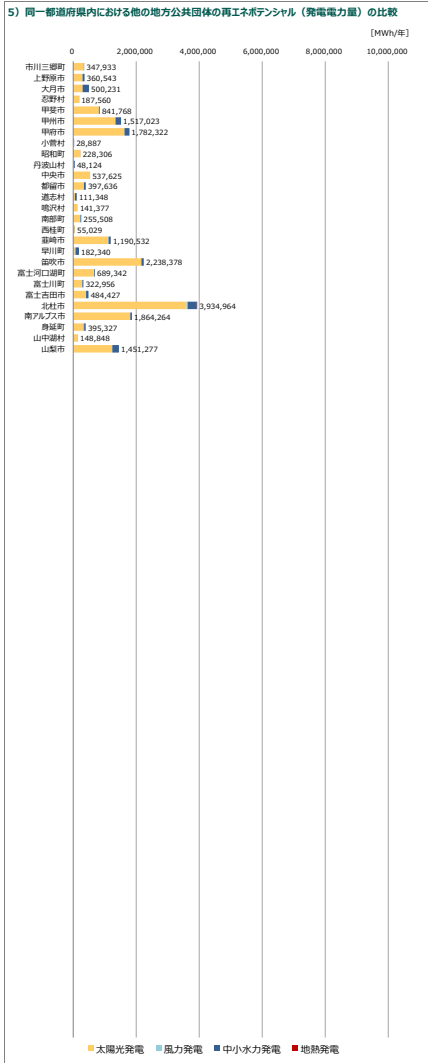 5）同一都道府県内における他の地方公共団体の再エネポテンシャル（発電電力量）の比較
[MWh/年]
0 2,000,000 4,000,000 6,000,000 8,000,000 10,000,000
市川三郷町 347,933
上野原市 360,543
大月市 500,231
忍野村 187,560
甲斐市 841,768
甲州市 1,517,023
甲府市 1,782,322
小菅村 28,887
昭和町 228,306
丹波山村 48,124
中央市 537,625
都留市 397,636
道志村 111,348
鳴沢村 141,377
南部町 255,508
西桂町 55,029
韮崎市 1,190,532
早川町 182,340
笛吹市 2,238,378
富士河口湖町 689,342
富士川町 322,956
富士吉田市 484,427
北杜市 3,934,964
南アルプス市 1,864,264
身延町 395,327
山中湖村 148,848
山梨市 1,451,277
太陽光発電 風力発電 中小水力発電 地熱発電